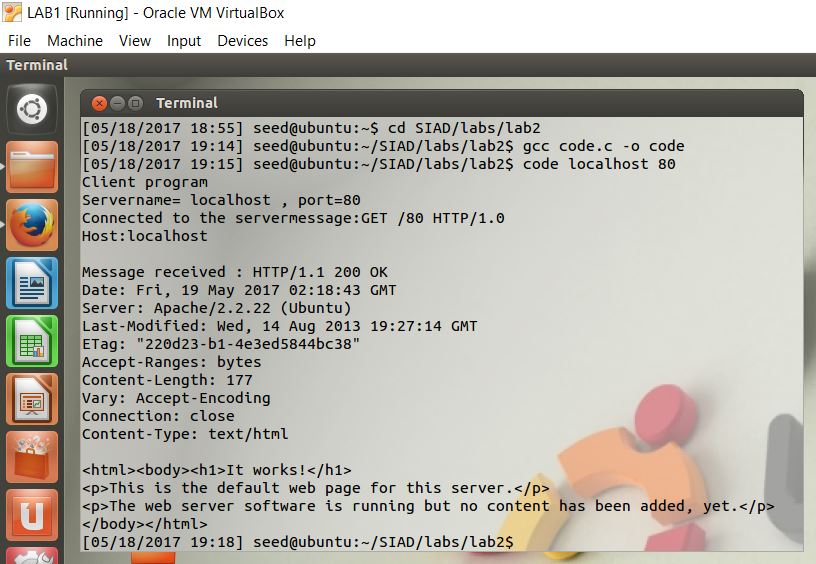 LAB1 [Running] - Oracle VM VirtualBox
File Machine View Input Devices Help
Terminal
Terminal
[05/18/2017 18:55] seed@ubuntu:~$ cd SIAD/labs/lab2
[05/18/2017 19:14] seed@ubuntu:~/SIAD/labs/lab2$ gcc code.c -o code
[05/18/2017 19:15] seed@ubuntu:~/SIAD/labs/lab2$ code localhost 80
Client program
Servername= localhost , port=80
Connected to the servermessage:GET /80 HTTP/1.0
Host:localhost
Message received : HTTP/1.1 200 OK
Date: Fri, 19 May 2017 02:18:43 GMT
Server: Apache/2.2.22 (Ubuntu)
Last-Modified: Wed, 14 Aug 2013 19:27:14 GMT
ETag: "220d23-b1-4e3ed5844bc38"
Accept-Ranges: bytes
Content-Length: 177
Vary: Accept-Encoding
Connection: close
Content-Type: text/html
<html><body><h1>It works!</h1>
<p>This is the default web page for this server.</p>
<p>The web server software is running but no content has been added, yet.</p>
</body></html>
[05/18/2017 19:18] seed@ubuntu:~/SIAD/labs/lab2$